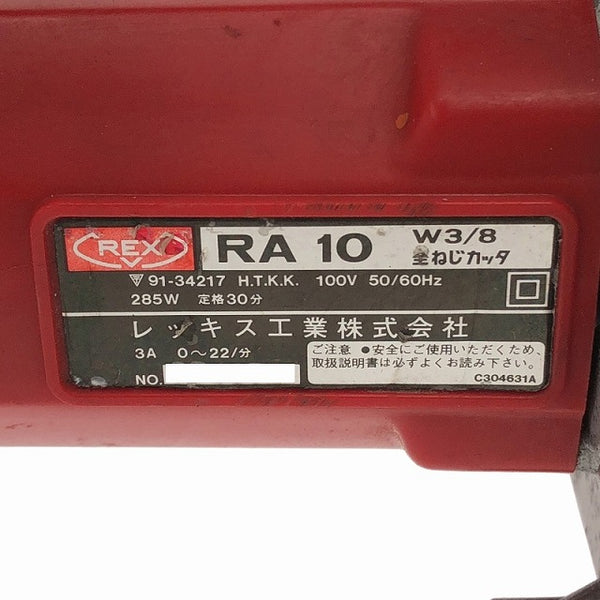 REX RA 10 W3/8
全ねじカッタ
91-34217 H.T.K.K. 100V 50/60Hz
285W 定格30分
レッキス工業株式会社
3A 0～22/分
NO.
ご注意 ●安全にご使用いただくため、
取扱説明書は必ずよくお読み下さい。
C304631A